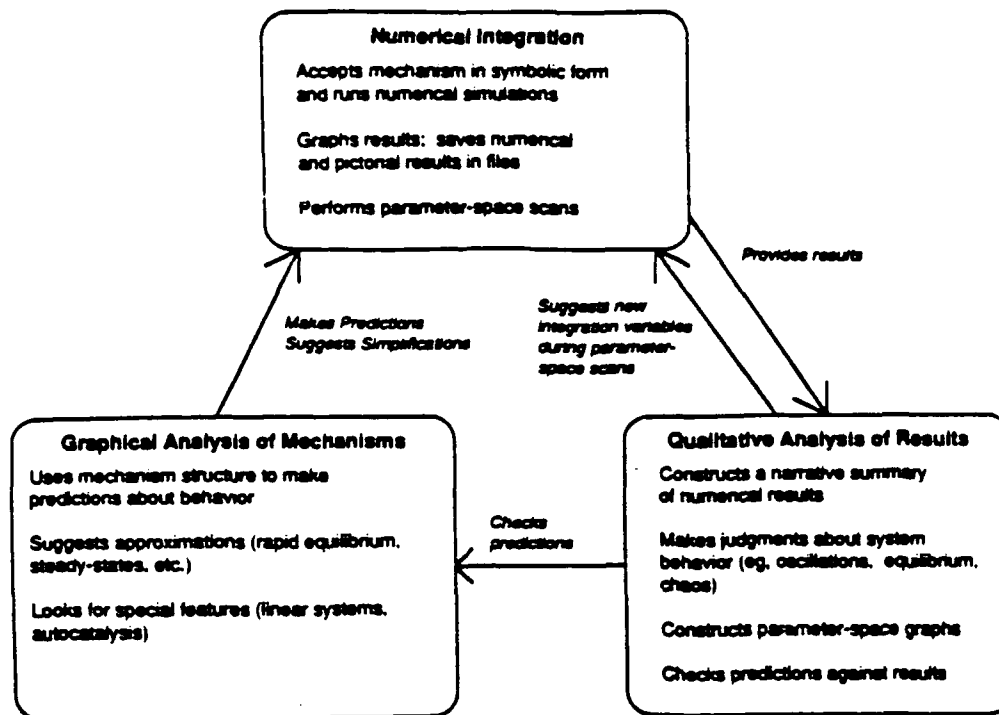 Numerical Integration
Accepts mechanism in symbolic form
and runs numerical simulations
Graphs results: saves numerical
and pictorial results in files
Performs parameter-space scans
Provides results
Makes Predictions
Suggests Simplifications
Suggests new
integration variables
during parameter-
space scans
Graphical Analysis of Mechanisms
Uses mechanism structure to make
predictions about behavior
Suggests approximations (rapid equilibrium,
steady-states, etc.)
Looks for special features (linear systems,
autocatalysis)
Checks
predictions
Qualitative Analysis of Results
Constructs a narrative summary
of numerical results
Makes judgments about system
behavior (eg, oscillations, equilibrium,
chaos)
Constructs parameter-space graphs
Checks predictions against results